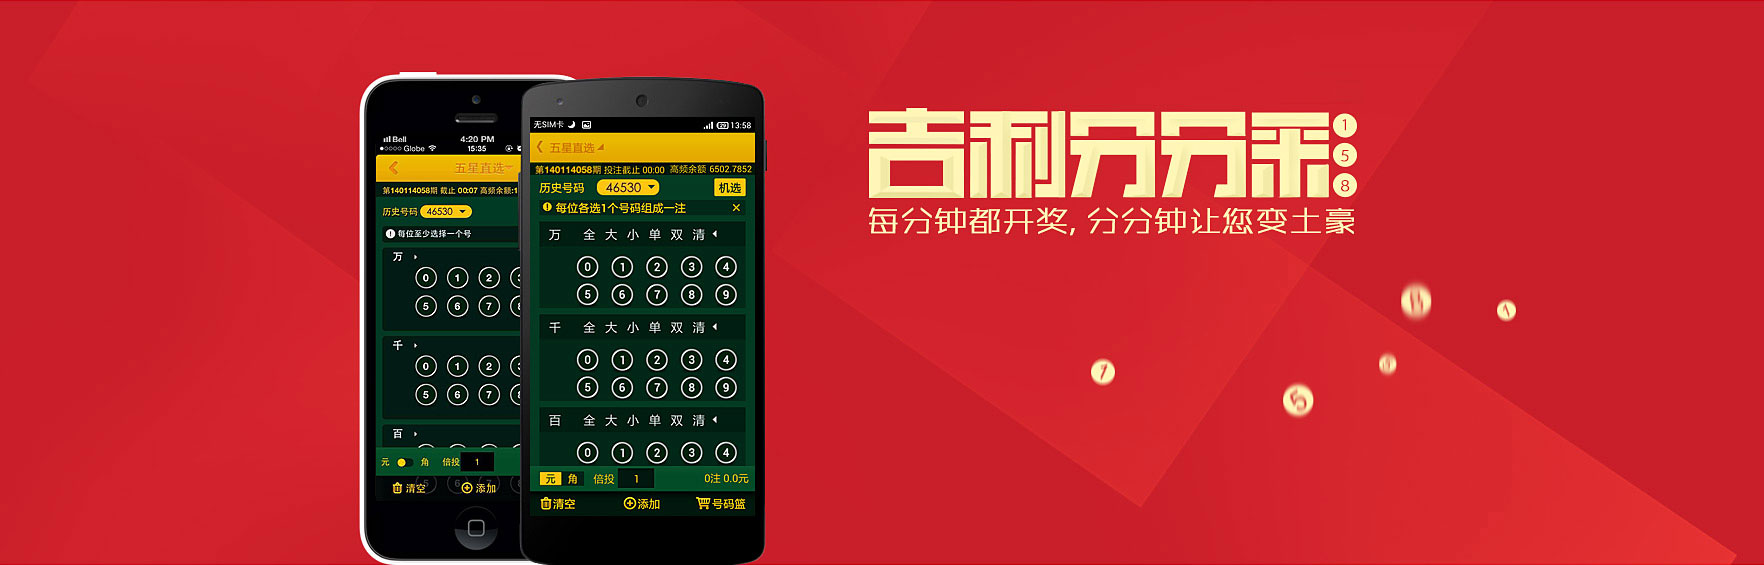 吉利分分彩
1
5
8
每分钟都开奖, 分分钟让您变土豪
Bell 4:20 PM
Globe 15:35
五星直选
第140114058期 截止 00:07 高频余额:1
历史号码 46530
每位至少选择一个号
万
0 1 2 3
5 6 7 8
千
0 1 2 3
5 6 7 8
百
元 角 倍投 1
清空 添加
无SIM卡 29 13:58
五星直选
第140114058期 投注截止 00:00 高频余额 6502.7852
历史号码 46530 机选
每位各选1个号码组成一注 ×
万 全 大 小 单 双 清
0 1 2 3 4
5 6 7 8 9
千 全 大 小 单 双 清
0 1 2 3 4
5 6 7 8 9
百 全 大 小 单 双 清
0 1 2 3 4
元 角 倍投 1 0注 0.0元
清空 添加 号码篮
7
5